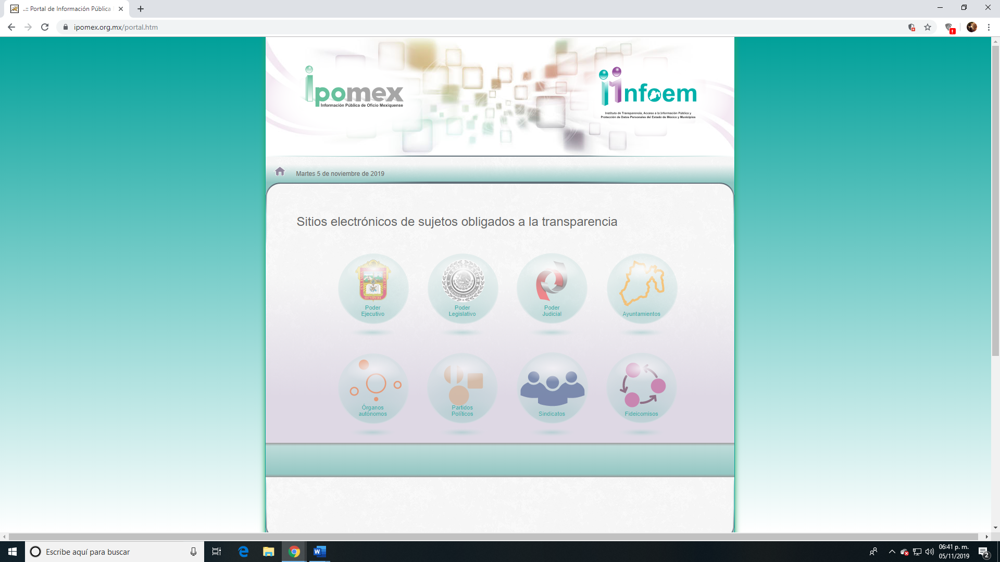 ..:: Portal de Información Pública
ipomex.org.mx/portal.htm
ipomex
Información Pública de Oficio Mexiquense
infoem
Instituto de Transparencia, Acceso a la Información Pública y
Protección de Datos Personales del Estado de México y Municipios
Martes 5 de noviembre de 2019
Sitios electrónicos de sujetos obligados a la transparencia
Poder
Ejecutivo
Poder
Legislativo
Poder
Judicial
Ayuntamientos
Órganos
autónomos
Partidos
Políticos
Sindicatos
Fideicomisos
Escribe aquí para buscar
06:41 p. m.
05/11/2019
2